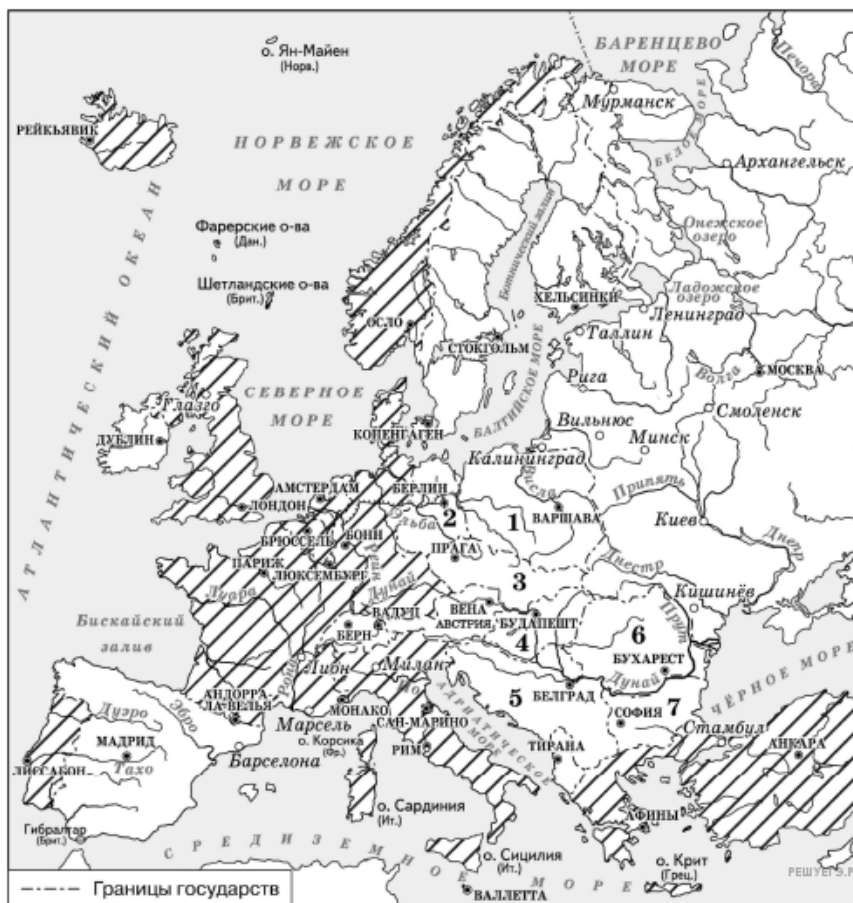 о. Ян-Майен
(Норв.)
БАРЕНЦЕВО
МОРЕ
Печора
Мурманск
РЕЙКЬЯВИК
НОРВЕЖСКОЕ
МОРЕ
БЕЛОЕ МОРЕ
Архангельск
АТЛАНТИЧЕСКИЙ ОКЕАН
Фарерские о-ва
(Дан.)
Ботнический залив
Онежское
озеро
Шетландские о-ва
(Брит.)
Ладожское
озеро
ХЕЛЬСИНКИ
ОСЛО
Ленинград
СТОКГОЛЬМ
Таллин
СЕВЕРНОЕ
МОРЕ
БАЛТИЙСКОЕ МОРЕ
Волга
МОСКВА
Рига
Глазго
Смоленск
КОПЕНГАГЕН
Вильнюс
ДУБЛИН
Минск
Калининград
АМСТЕРДАМ
БЕРЛИН
Висла
Припять
ЛОНДОН
Эльба
2
1
ВАРШАВА
БРЮССЕЛЬ
БОНН
Киев
Днепр
ПРАГА
ПАРИЖ
ЛЮКСЕМБУРГ
Рейн
Днестр
3
Луара
Дунай
Кишинёв
ВАДУЦ
ВЕНА
АВСТРИЯ
БУДАПЕШТ
Прут
Бискайский
залив
БЕРН
4
6
Лион
Милан
БУХАРЕСТ
Рона
По
5
БЕЛГРАД
Дунай
ЧЁРНОЕ МОРЕ
АНДОРРА-
ЛА-ВЕЛЬЯ
МОНАКО
САН-МАРИНО
АДРИАТИЧЕСКОЕ
МОРЕ
СОФИЯ
7
Дуэро
Эбро
Марсель
Стамбул
МАДРИД
о. Корсика
(Фр.)
РИМ
ТИРАНА
АНКАРА
ЛИССАБОН
Тахо
Барселона
о. Сардиния
(Ит.)
АФИНЫ
Гибралтар
(Брит.)
СРЕДИЗЕМНОЕ МОРЕ
о. Сицилия
(Ит.)
о. Крит
(Грец.)
Границы государств
ВАЛЛЕТТА
РЕШУЕГЭ.Р